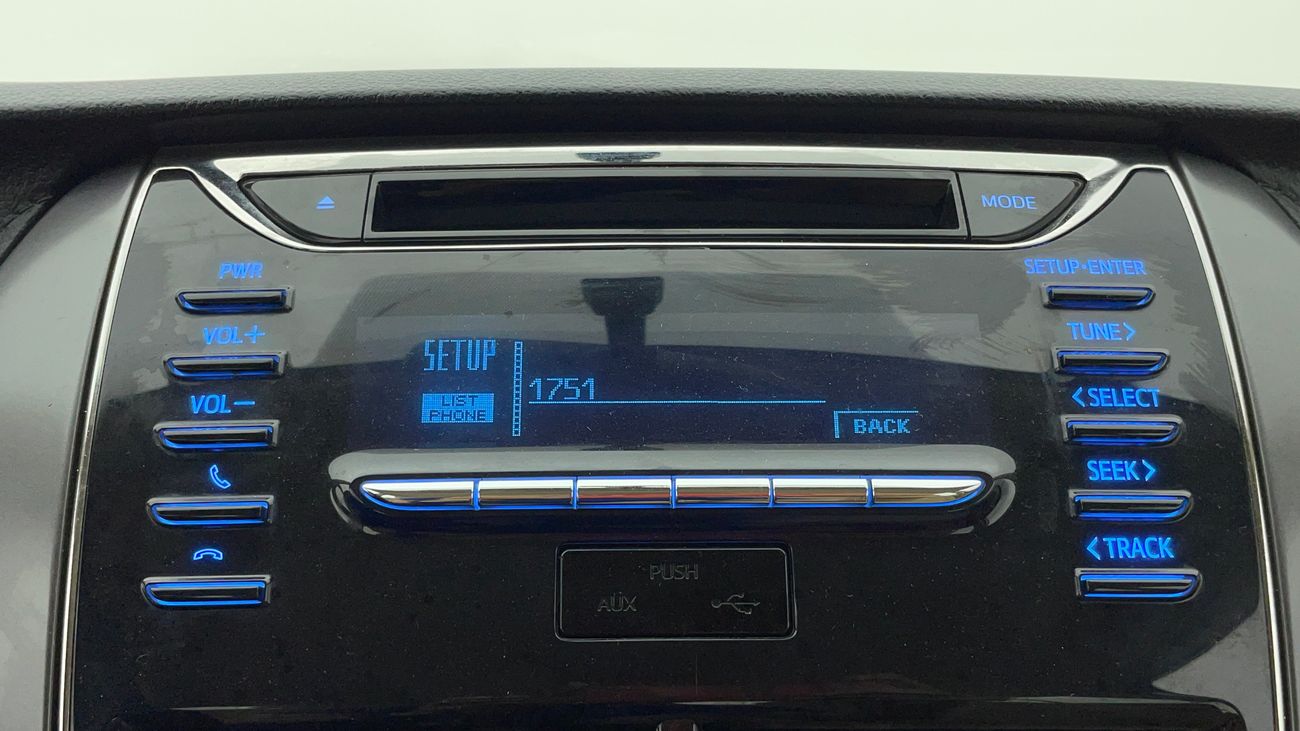 MODE
PWR
VOL+
VOL−
SETUP•ENTER
TUNE>
<SELECT
SEEK>
<TRACK
SETUP
LIST
PHONE
1751
BACK
PUSH
AUX